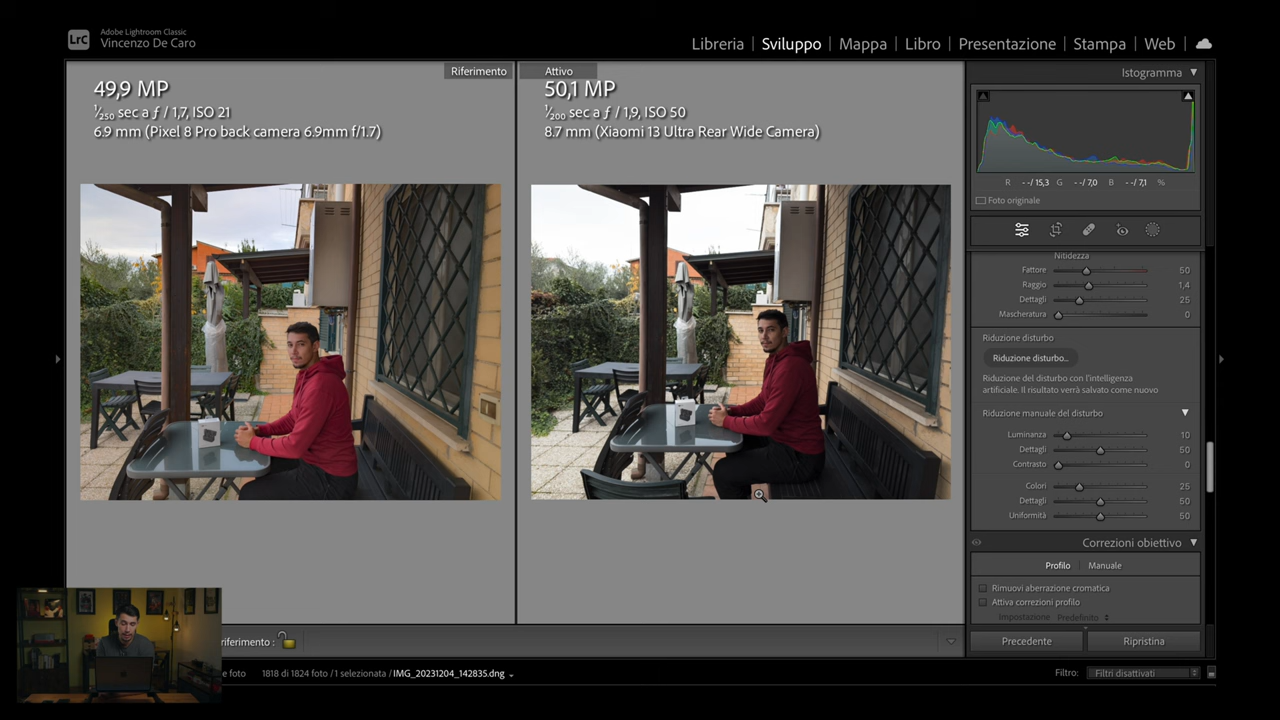 LrC
Adobe Lightroom Classic
Vincenzo De Caro
Libreria | Sviluppo | Mappa | Libro | Presentazione | Stampa | Web
Riferimento
49,9 MP
1/250 sec a ƒ / 1,7, ISO 21
6.9 mm (Pixel 8 Pro back camera 6.9mm f/1.7)
Attivo
50,1 MP
1/200 sec a ƒ / 1,9, ISO 50
8.7 mm (Xiaomi 13 Ultra Rear Wide Camera)
Istogramma
R --/ 15,3 G --/ 7,0 B --/ 7,1 %
Foto originale
Nitidezza
Fattore 50
Raggio 1,4
Dettagli 25
Mascheratura 0
Riduzione disturbo
Riduzione disturbo...
Riduzione del disturbo con l'intelligenza
artificiale. Il risultato verrà salvato come nuovo
Riduzione manuale del disturbo
Luminanza 10
Dettagli 50
Contrasto 0
Colori 25
Dettagli 50
Uniformità 50
Correzioni obiettivo
Profilo | Manuale
Rimuovi aberrazione cromatica
Attiva correzioni profilo
Impostazione Predefinito
Precedente
Ripristina
riferimento :
e foto 1818 di 1824 foto / 1 selezionata / IMG_20231204_142835.dng
Filtro: Filtri disattivati